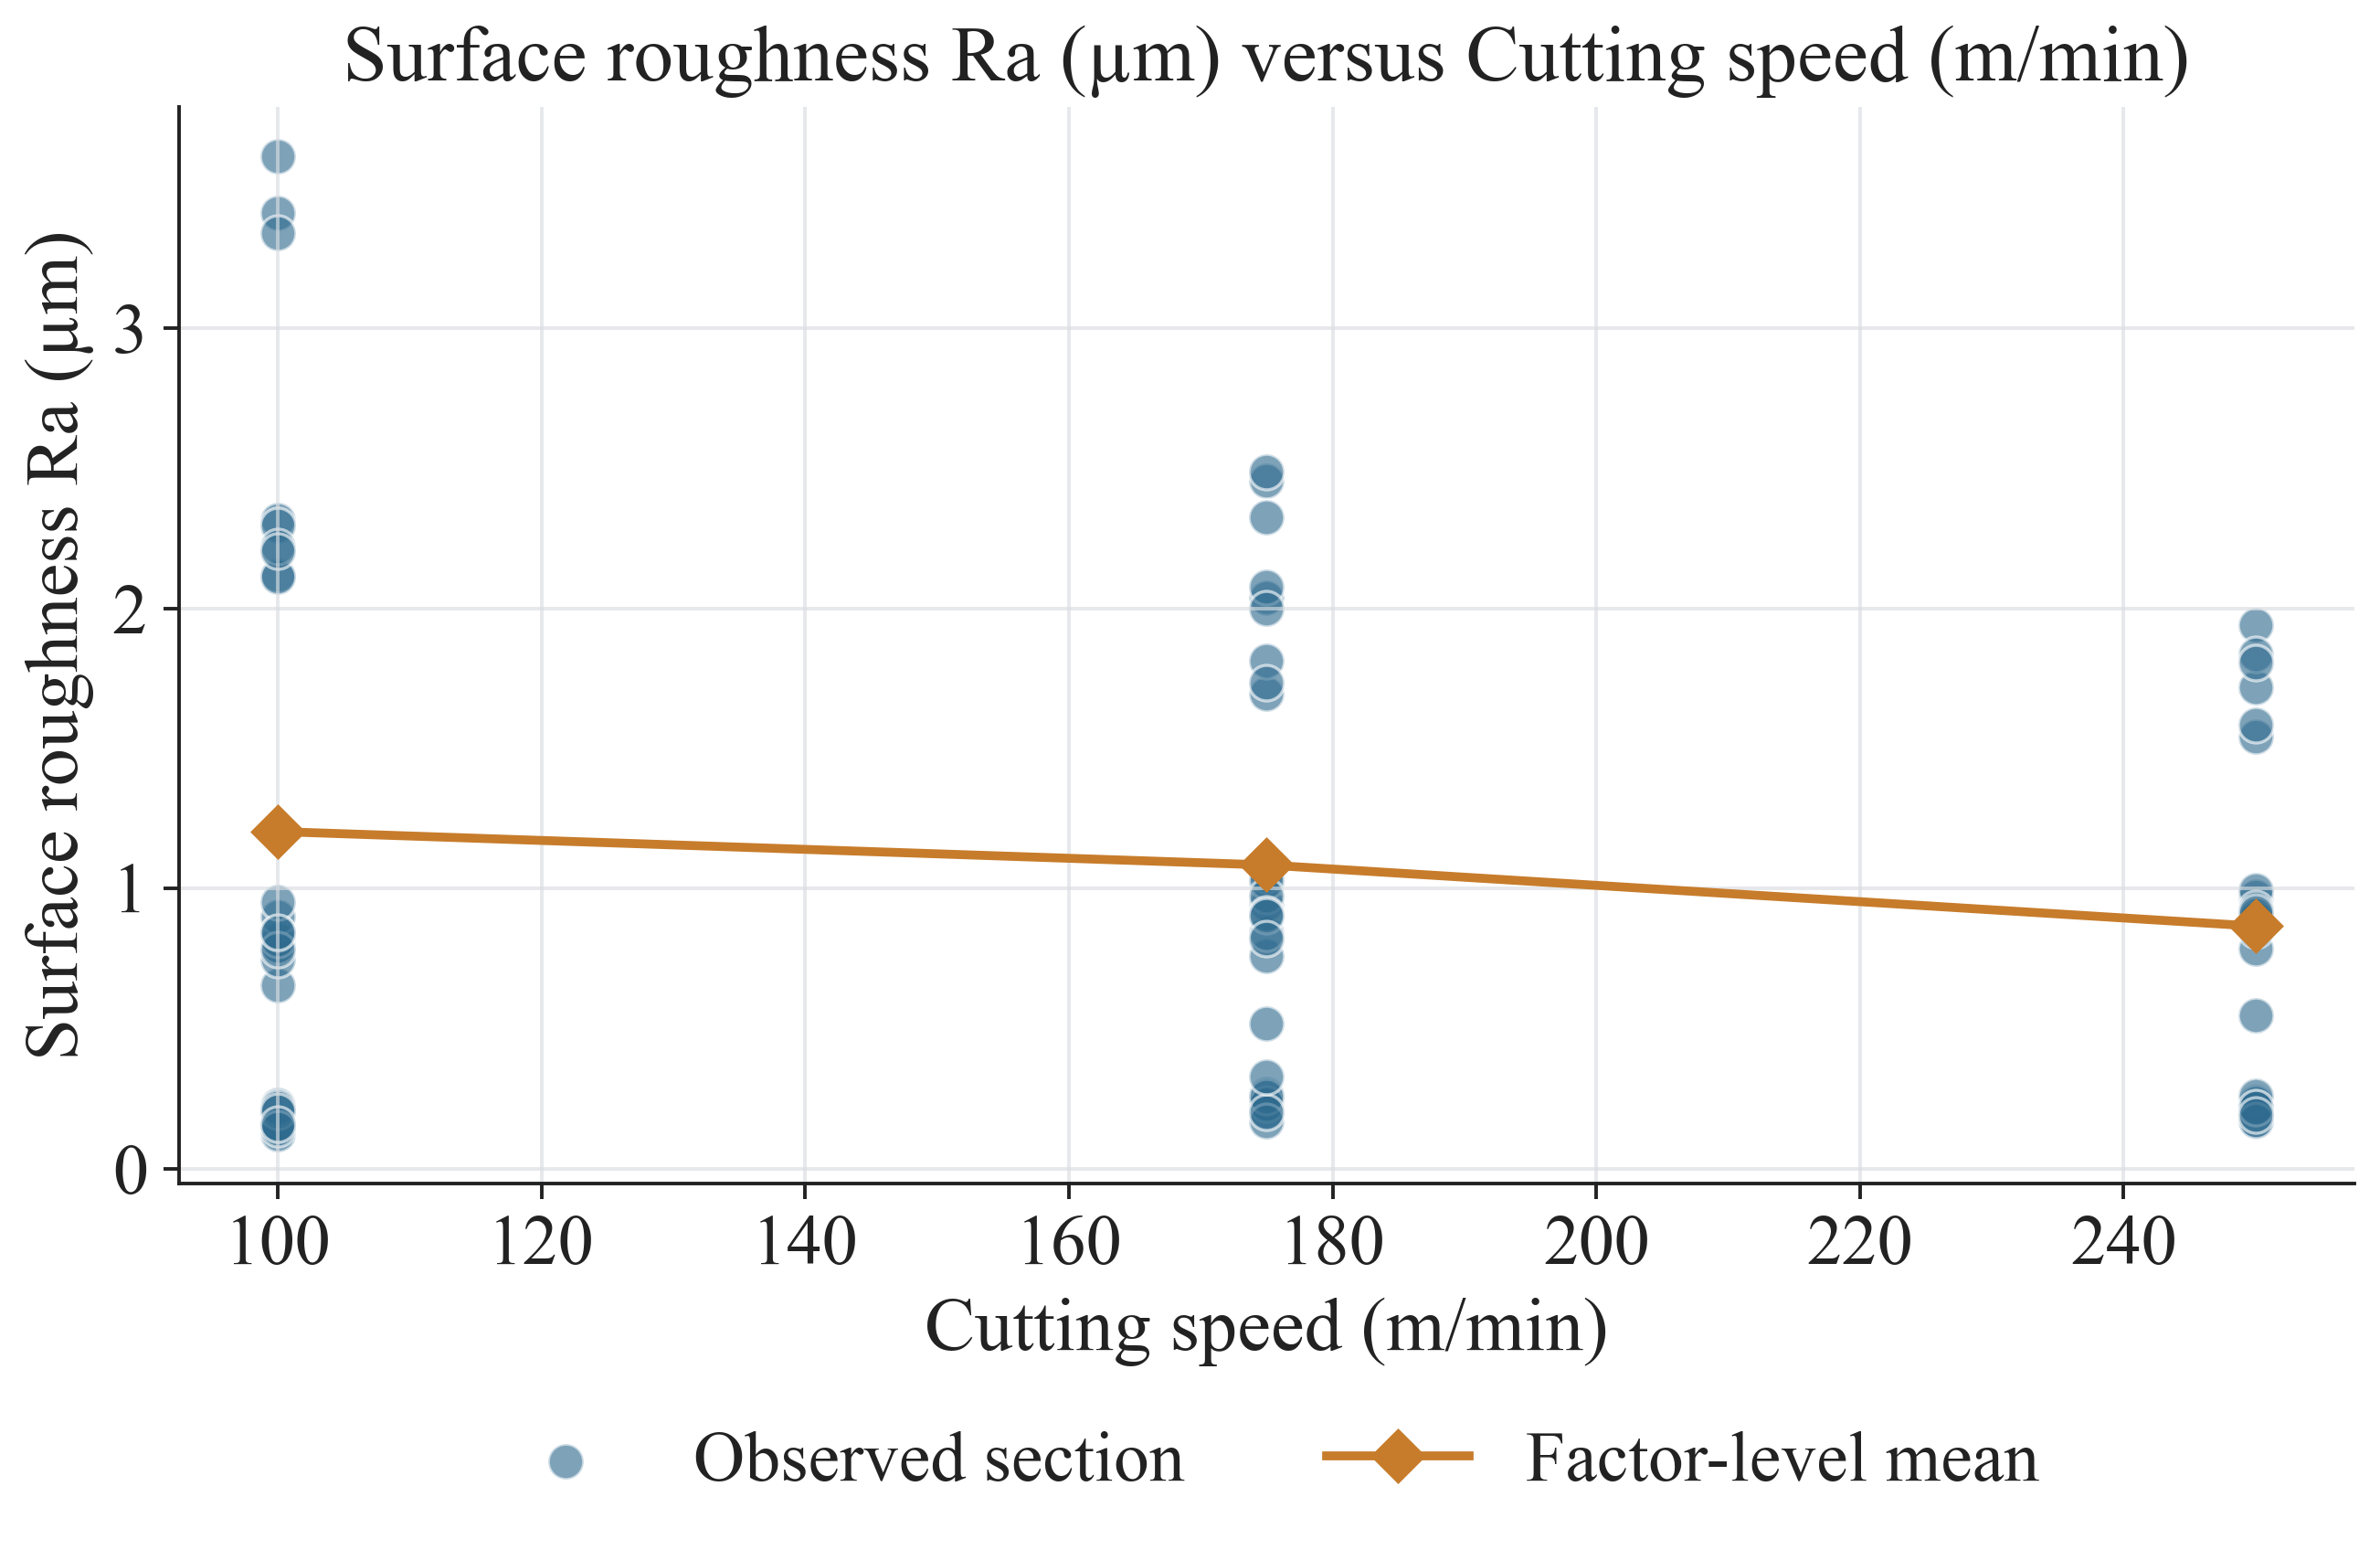 Surface roughness Ra (μm) versus Cutting speed (m/min)
Surface roughness Ra (μm)
3
2
1
0
100 120 140 160 180 200 220 240
Cutting speed (m/min)
Observed section Factor-level mean